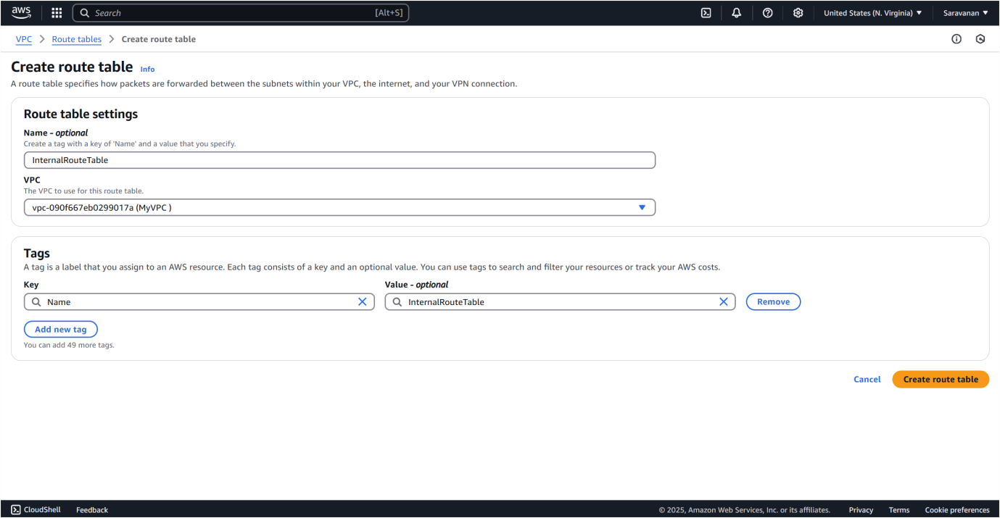 aws
Search [Alt+S]
United States (N. Virginia)
Saravanan
VPC > Route tables > Create route table
Create route table Info
A route table specifies how packets are forwarded between the subnets within your VPC, the internet, and your VPN connection.
Route table settings
Name - optional
Create a tag with a key of 'Name' and a value that you specify.
InternalRouteTable
VPC
The VPC to use for this route table.
vpc-090f667eb0299017a (MyVPC )
Tags
A tag is a label that you assign to an AWS resource. Each tag consists of a key and an optional value. You can use tags to search and filter your resources or track your AWS costs.
Key Value - optional
Name InternalRouteTable Remove
Add new tag
You can add 49 more tags.
Cancel Create route table
CloudShell Feedback © 2025, Amazon Web Services, Inc. or its affiliates. Privacy Terms Cookie preferences